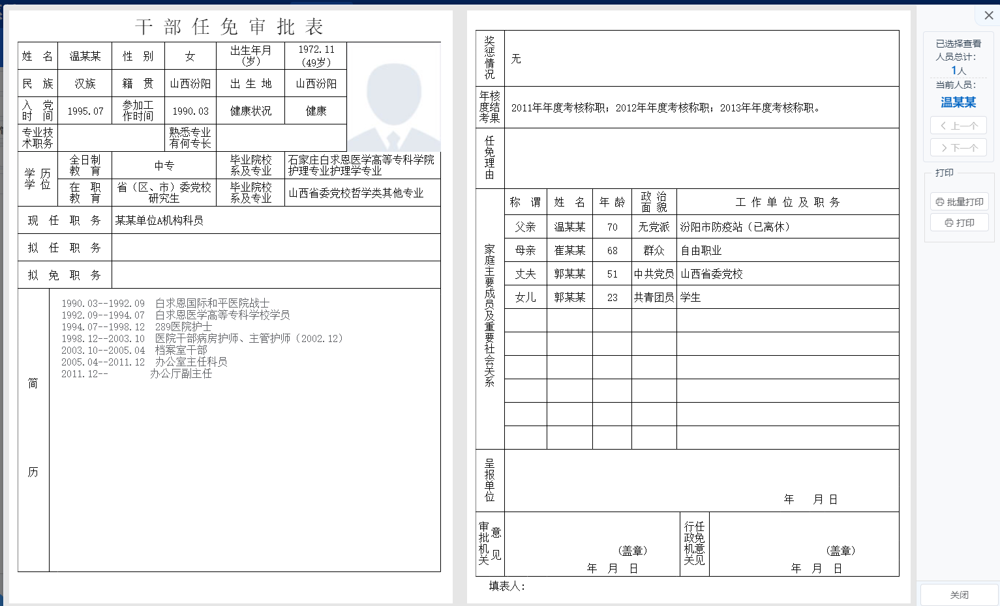 干部任免审批表
姓 名 温某某 性 别 女 出生年月（岁） 1972.11（49岁）
民 族 汉族 籍 贯 山西汾阳 出 生 地 山西汾阳
入 党 时 间 1995.07 参加工作时间 1990.03 健康状况 健康
专业技术职务 熟悉专业有何专长
学历学位 全日制教 育 中专 毕业院校系及专业 石家庄白求恩医学高等专科学院护理专业护理学专业
在 职教 育 省（区、市）委党校研究生 毕业院校系及专业 山西省委党校哲学类其他专业
现 任 职 务 某某单位A机构科员
拟 任 职 务
拟 免 职 务
简历
1990.03--1992.09 白求恩国际和平医院战士
1992.09--1994.07 白求恩医学高等专科学校学员
1994.07--1998.12 289医院护士
1998.12--2003.10 医院干部病房护师、主管护师（2002.12）
2003.10--2005.04 档案室干部
2005.04--2011.12 办公室主任科员
2011.12-- 办公厅副主任
奖惩情况 无
年度考核结果 2011年年度考核称职；2012年年度考核称职；2013年年度考核称职。
任免理由
家庭主要成员及重要社会关系
称 谓 姓 名 年 龄 政 治面 貌 工 作 单 位 及 职 务
父亲 温某某 70 无党派 汾阳市防疫站（已离休）
母亲 崔某某 68 群众 自由职业
丈夫 郭某某 51 中共党员 山西省委党校
女儿 郭某某 23 共青团员 学生
呈报单位
年 月 日
审批机关意见
（盖章）
年 月 日
行政机关任免意见
（盖章）
年 月 日
填表人：
已选择查看
人员总计：
1人
当前人员：
温某某
上一个
下一个
打印
批量打印
打印
关闭